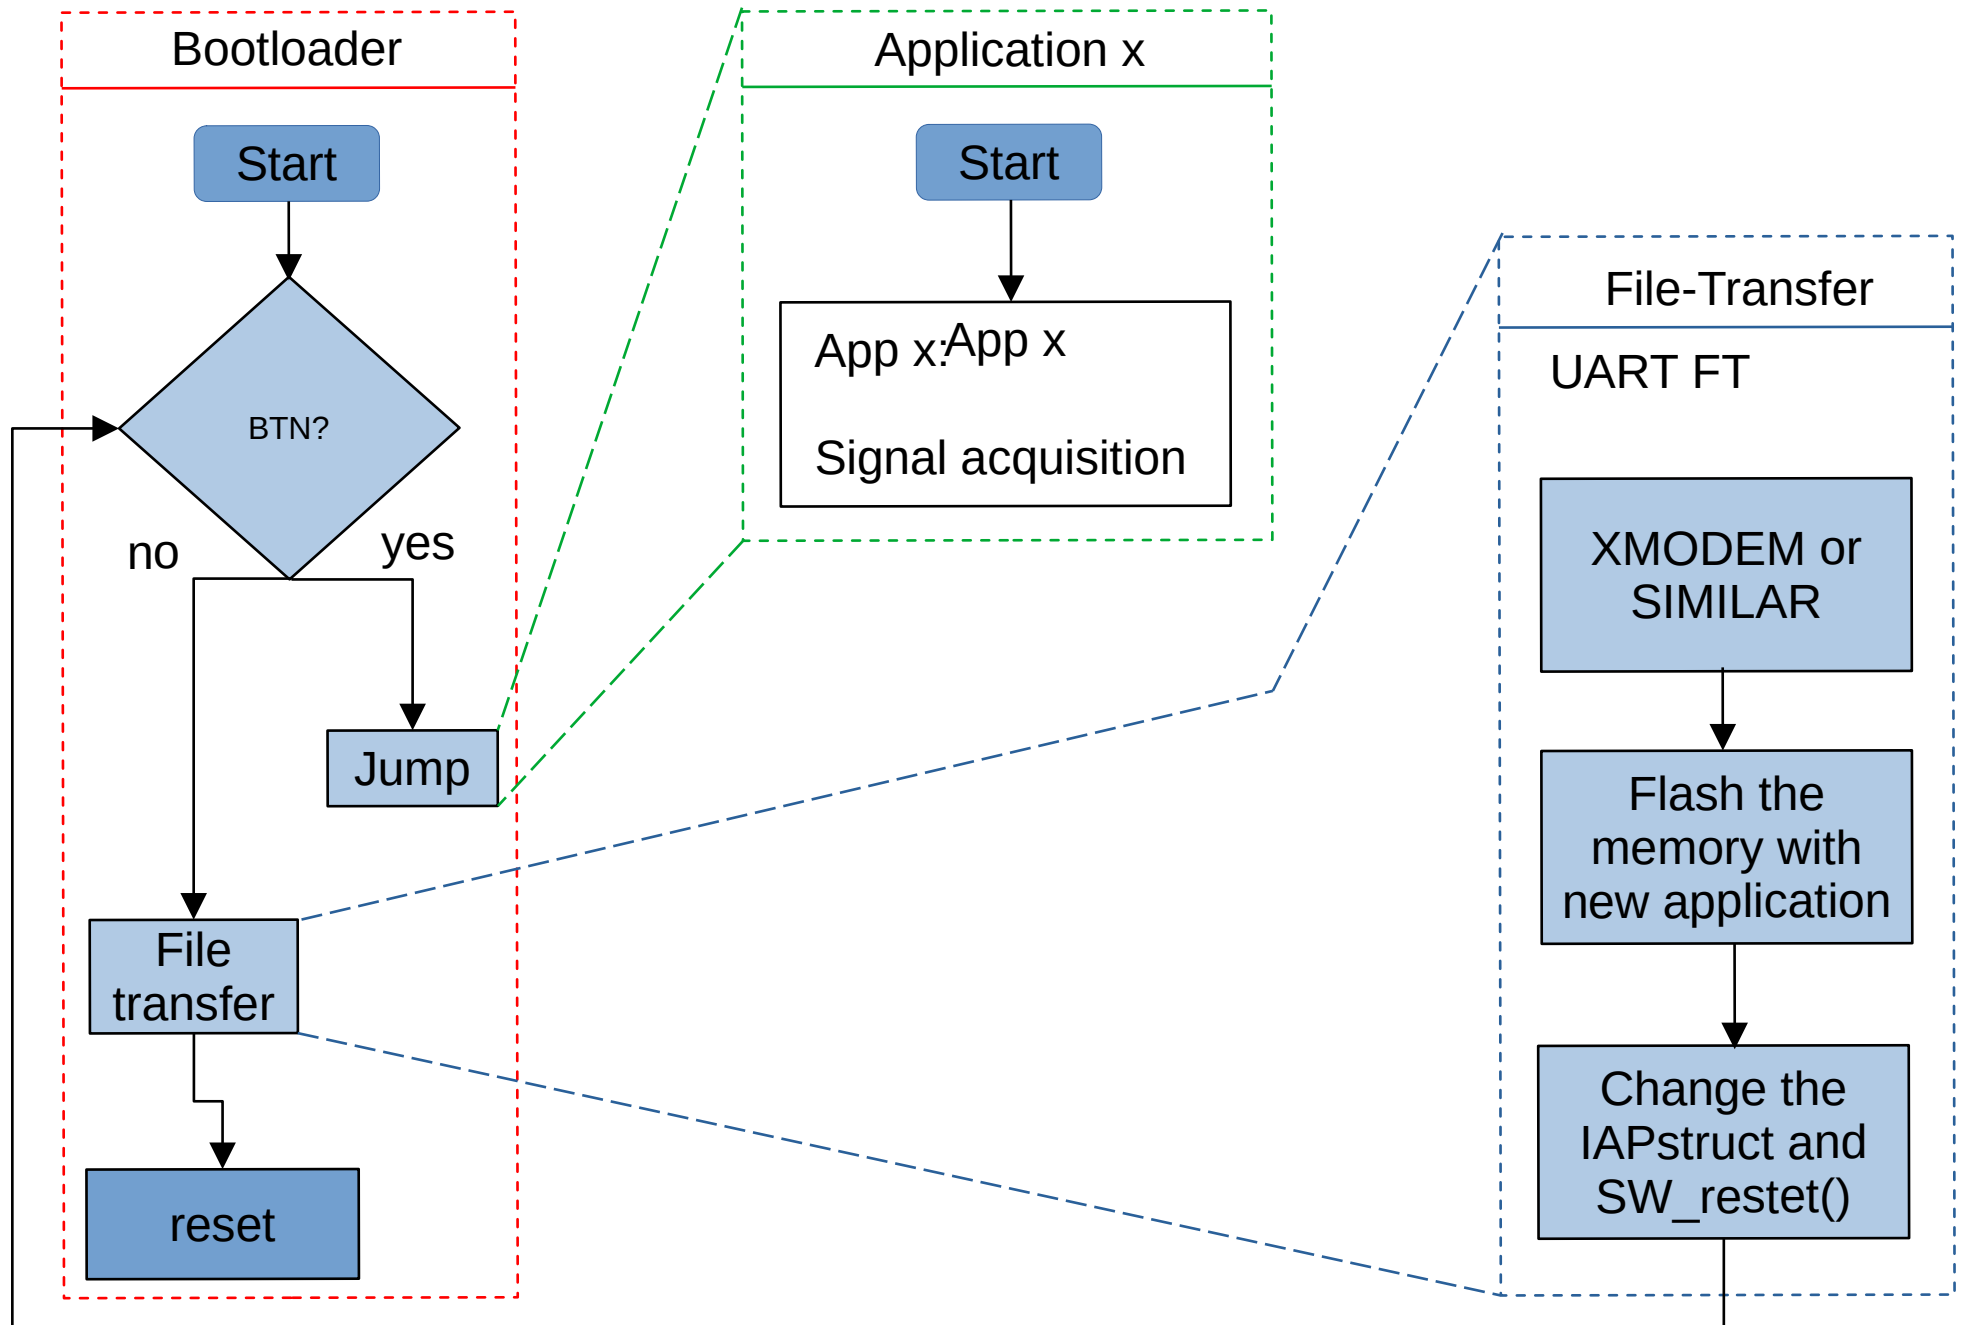 Bootloader
Start
BTN?
no
yes
Jump
File
transfer
reset
Application x
Start
App x:
App x
Signal acquisition
File-Transfer
UART FT
XMODEM or
SIMILAR
Flash the
memory with
new application
Change the
IAPstruct and
SW_restet()